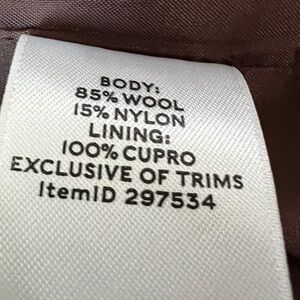 BODY:
85% WOOL
15% NYLON
LINING:
100% CUPRO
EXCLUSIVE OF TRIMS
ItemID 297534